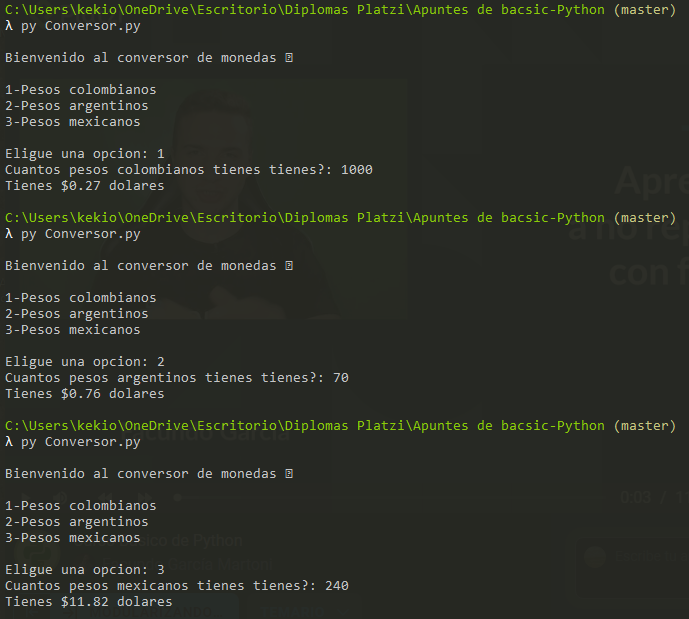 C:\Users\kekio\OneDrive\Escritorio\Diplomas Platzi\Apuntes de bacsic-Python (master)
λ py Conversor.py
Bienvenido al conversor de monedas
1-Pesos colombianos
2-Pesos argentinos
3-Pesos mexicanos
Eligue una opcion: 1
Cuantos pesos colombianos tienes tienes?: 1000
Tienes $0.27 dolares
C:\Users\kekio\OneDrive\Escritorio\Diplomas Platzi\Apuntes de bacsic-Python (master)
λ py Conversor.py
Bienvenido al conversor de monedas
1-Pesos colombianos
2-Pesos argentinos
3-Pesos mexicanos
Eligue una opcion: 2
Cuantos pesos argentinos tienes tienes?: 70
Tienes $0.76 dolares
C:\Users\kekio\OneDrive\Escritorio\Diplomas Platzi\Apuntes de bacsic-Python (master)
λ py Conversor.py
Bienvenido al conversor de monedas
1-Pesos colombianos
2-Pesos argentinos
3-Pesos mexicanos
Eligue una opcion: 3
Cuantos pesos mexicanos tienes tienes?: 240
Tienes $11.82 dolares